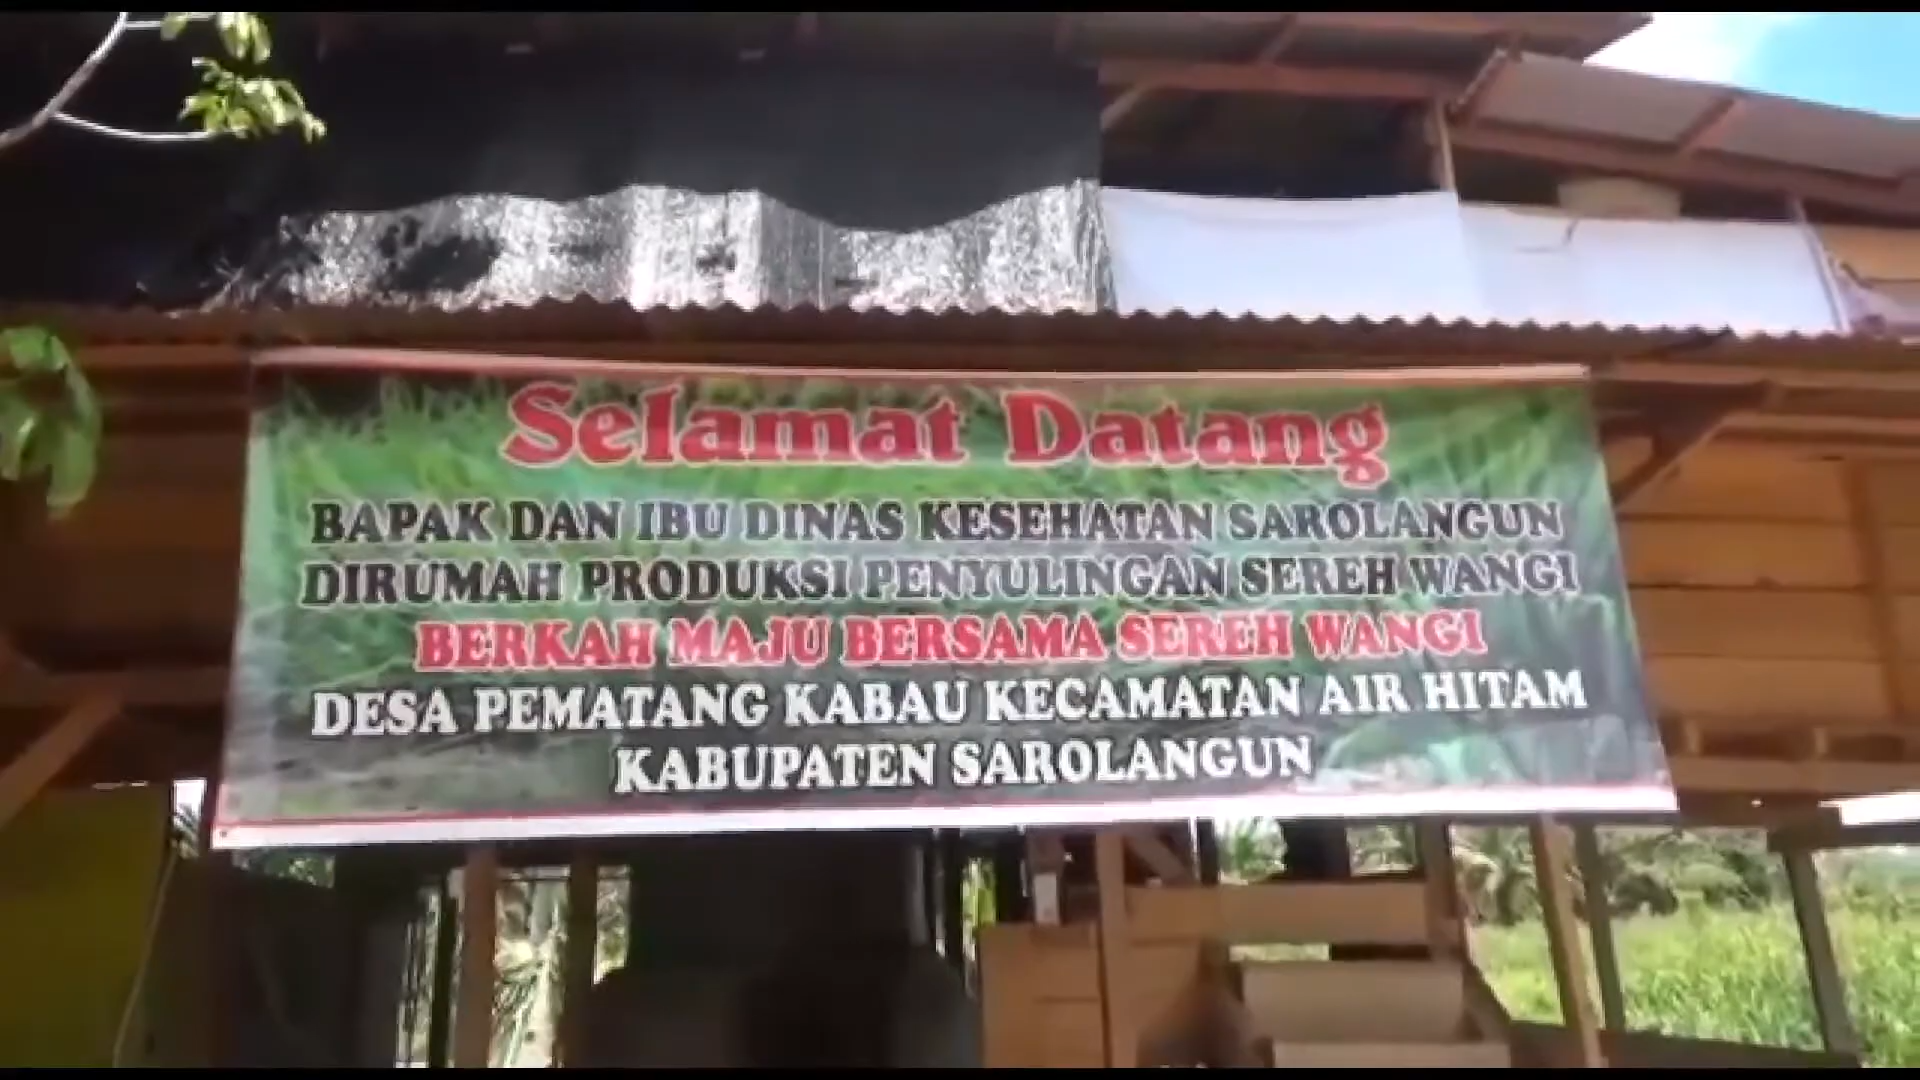 Selamat Datang
BAPAK DAN IBU DINAS KESEHATAN SAROLANGUN
DIRUMAH PRODUKSI PENYULINGAN SEREH WANGI
BERKAH MAJU BERSAMA SEREH WANGI
DESA PEMATANG KABAU KECAMATAN AIR HITAM
KABUPATEN SAROLANGUN